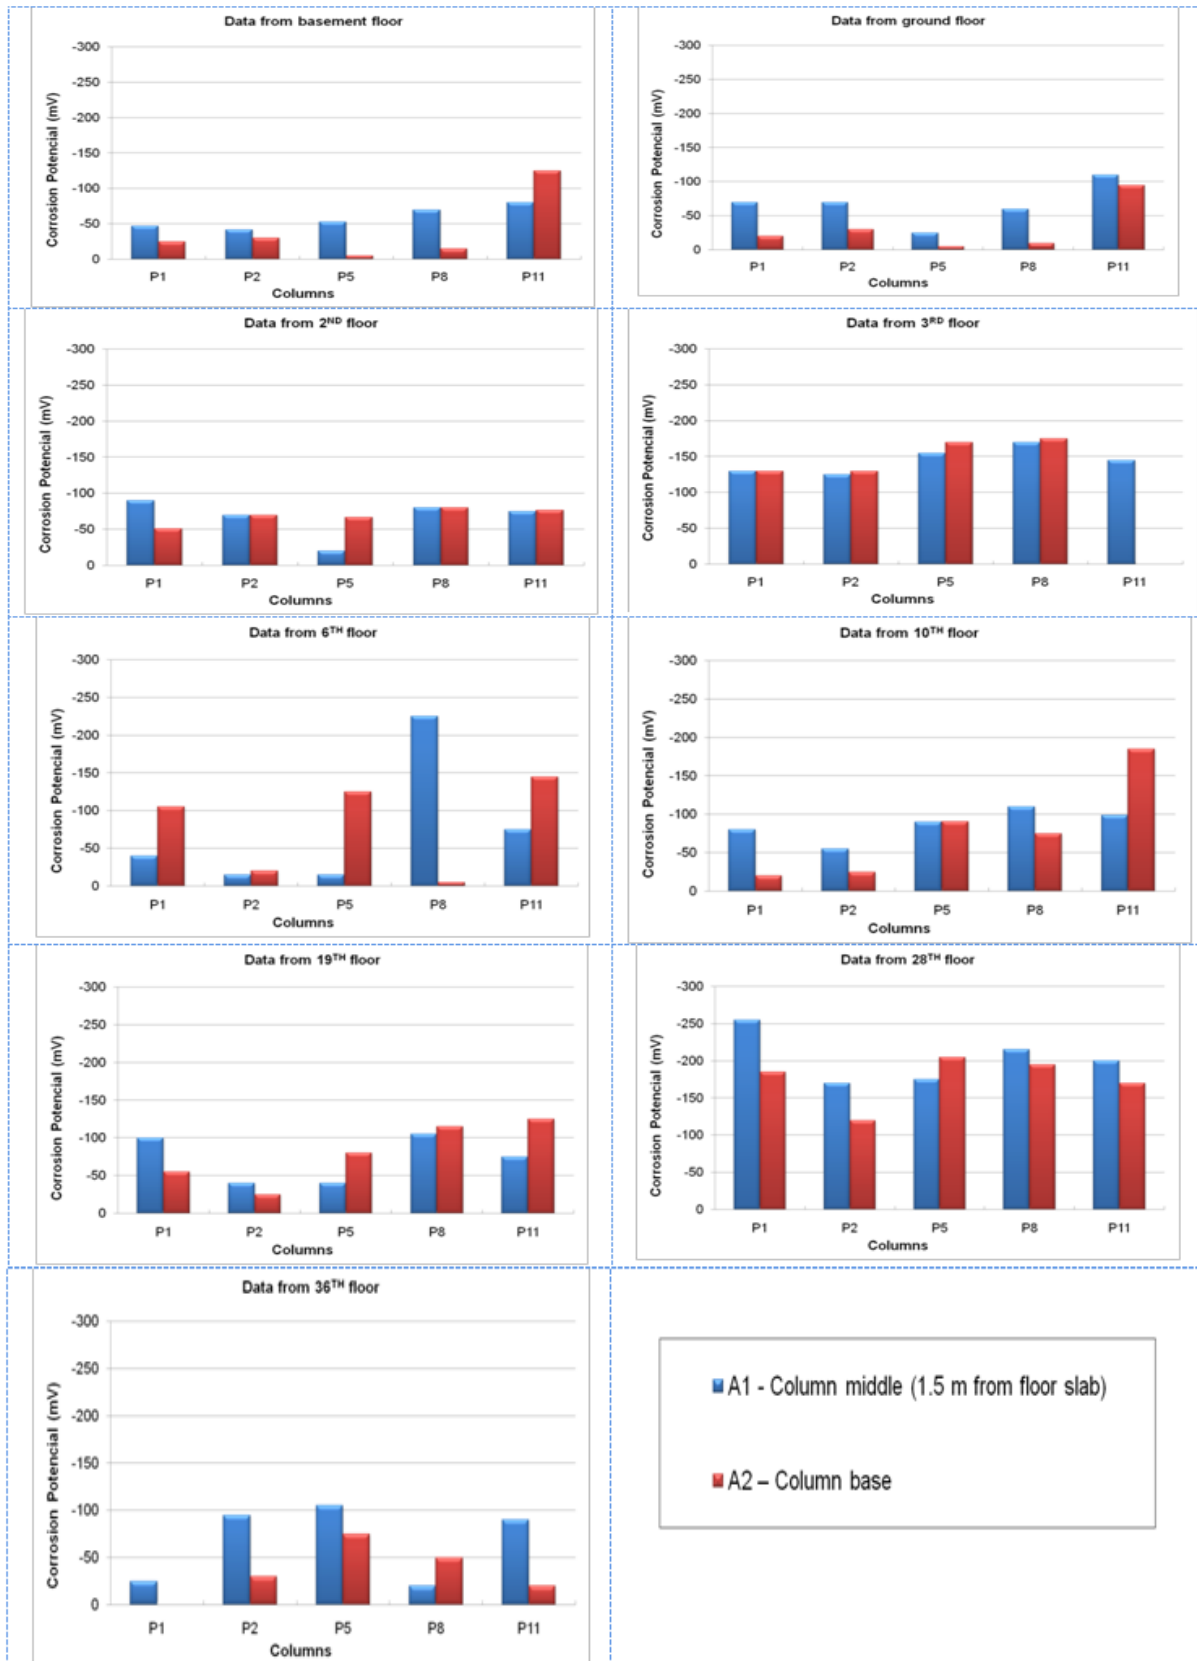 Data from basement floor
Corrosion Potencial (mV)
-300
-250
-200
-150
-100
-50
0
P1 P2 P5 P8 P11
Columns
Data from ground floor
Corrosion Potencial (mV)
-300
-250
-200
-150
-100
-50
0
P1 P2 P5 P8 P11
Columns
Data from 2ND floor
Corrosion Potencial (mV)
-300
-250
-200
-150
-100
-50
0
P1 P2 P5 P8 P11
Columns
Data from 3RD floor
Corrosion Potencial (mV)
-300
-250
-200
-150
-100
-50
0
P1 P2 P5 P8 P11
Columns
Data from 6TH floor
Corrosion Potencial (mV)
-300
-250
-200
-150
-100
-50
0
P1 P2 P5 P8 P11
Columns
Data from 10TH floor
Corrosion Potencial (mV)
-300
-250
-200
-150
-100
-50
0
P1 P2 P5 P8 P11
Columns
Data from 19TH floor
Corrosion Potencial (mV)
-300
-250
-200
-150
-100
-50
0
P1 P2 P5 P8 P11
Columns
Data from 28TH floor
Corrosion Potencial (mV)
-300
-250
-200
-150
-100
-50
0
P1 P2 P5 P8 P11
Columns
Data from 36TH floor
Corrosion Potencial (mV)
-300
-250
-200
-150
-100
-50
0
P1 P2 P5 P8 P11
Columns
A1 - Column middle (1.5 m from floor slab)
A2 – Column base